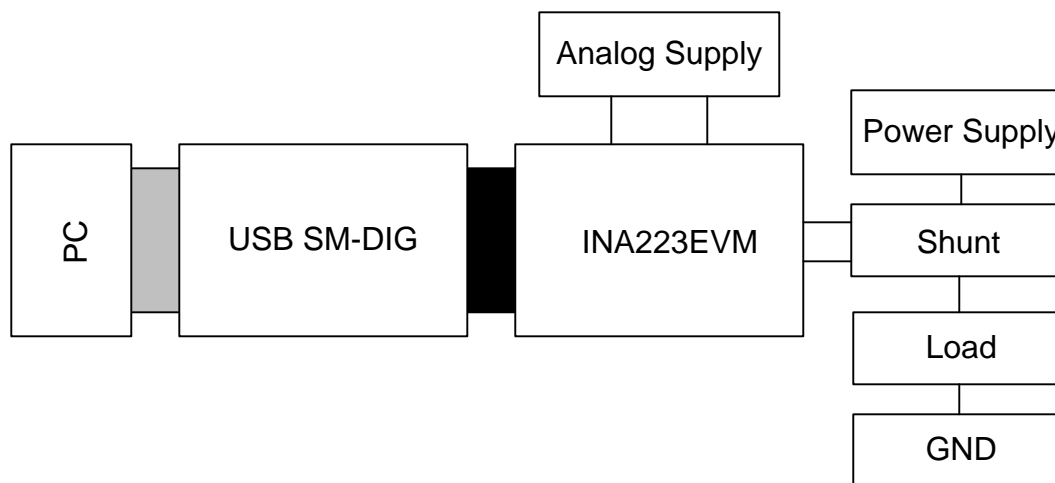 Analog Supply
Power Supply
PC
USB SM-DIG
INA223EVM
Shunt
Load
GND